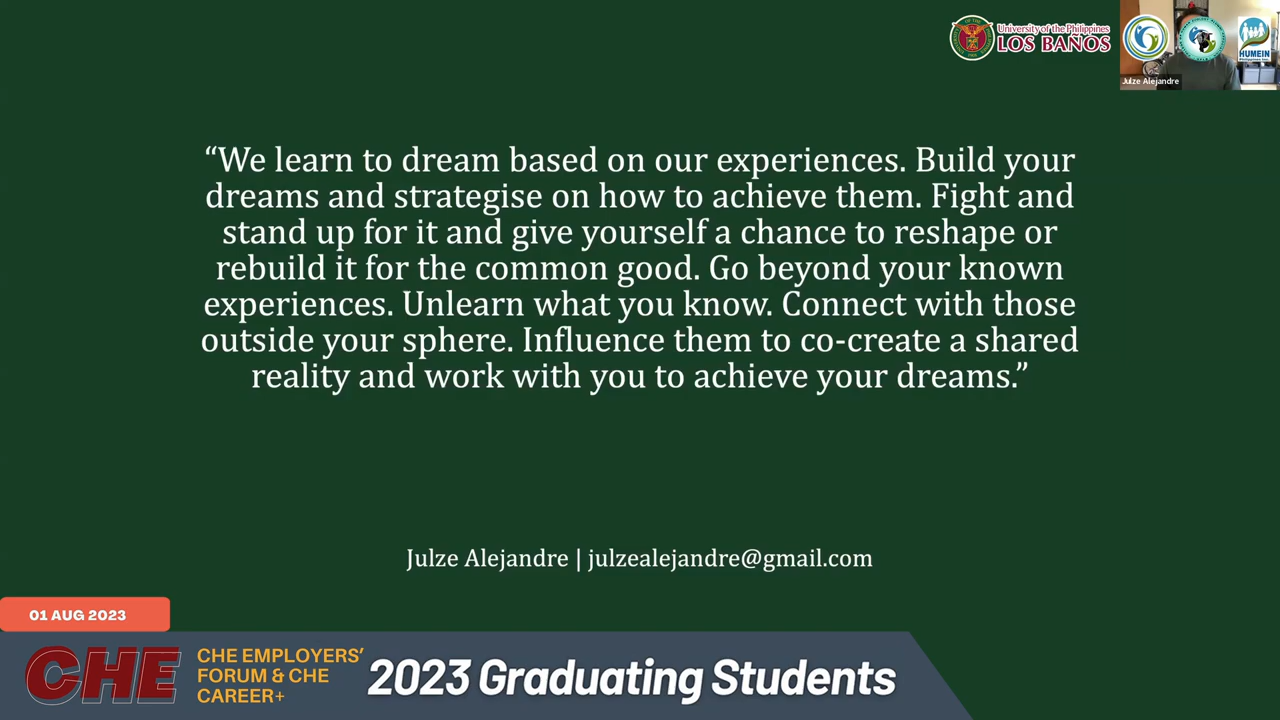 University of the Philippines
LOS BAÑOS
HUMEIN
Philippines Inc.
Julze Alejandre
“We learn to dream based on our experiences. Build your
dreams and strategise on how to achieve them. Fight and
stand up for it and give yourself a chance to reshape or
rebuild it for the common good. Go beyond your known
experiences. Unlearn what you know. Connect with those
outside your sphere. Influence them to co-create a shared
reality and work with you to achieve your dreams.”
Julze Alejandre | julzealejandre@gmail.com
01 AUG 2023
CHE
CHE EMPLOYERS’
FORUM & CHE
CAREER+
2023 Graduating Students